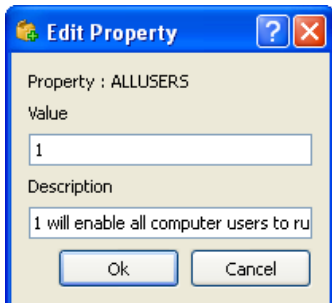 Edit Property
Property : ALLUSERS
Value
1
Description
1 will enable all computer users to ru
Ok Cancel